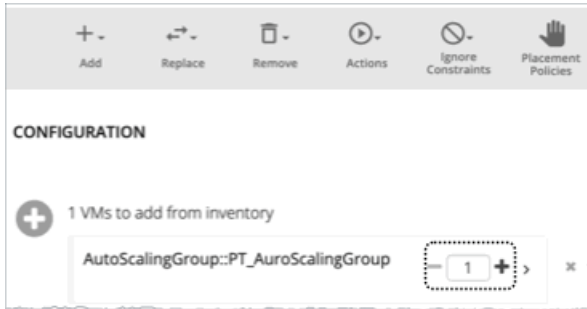 Add
Replace
Remove
Actions
Ignore
Constraints
Placement
Policies
CONFIGURATION
1 VMs to add from inventory
AutoScalingGroup::PT_AuroScalingGroup
1